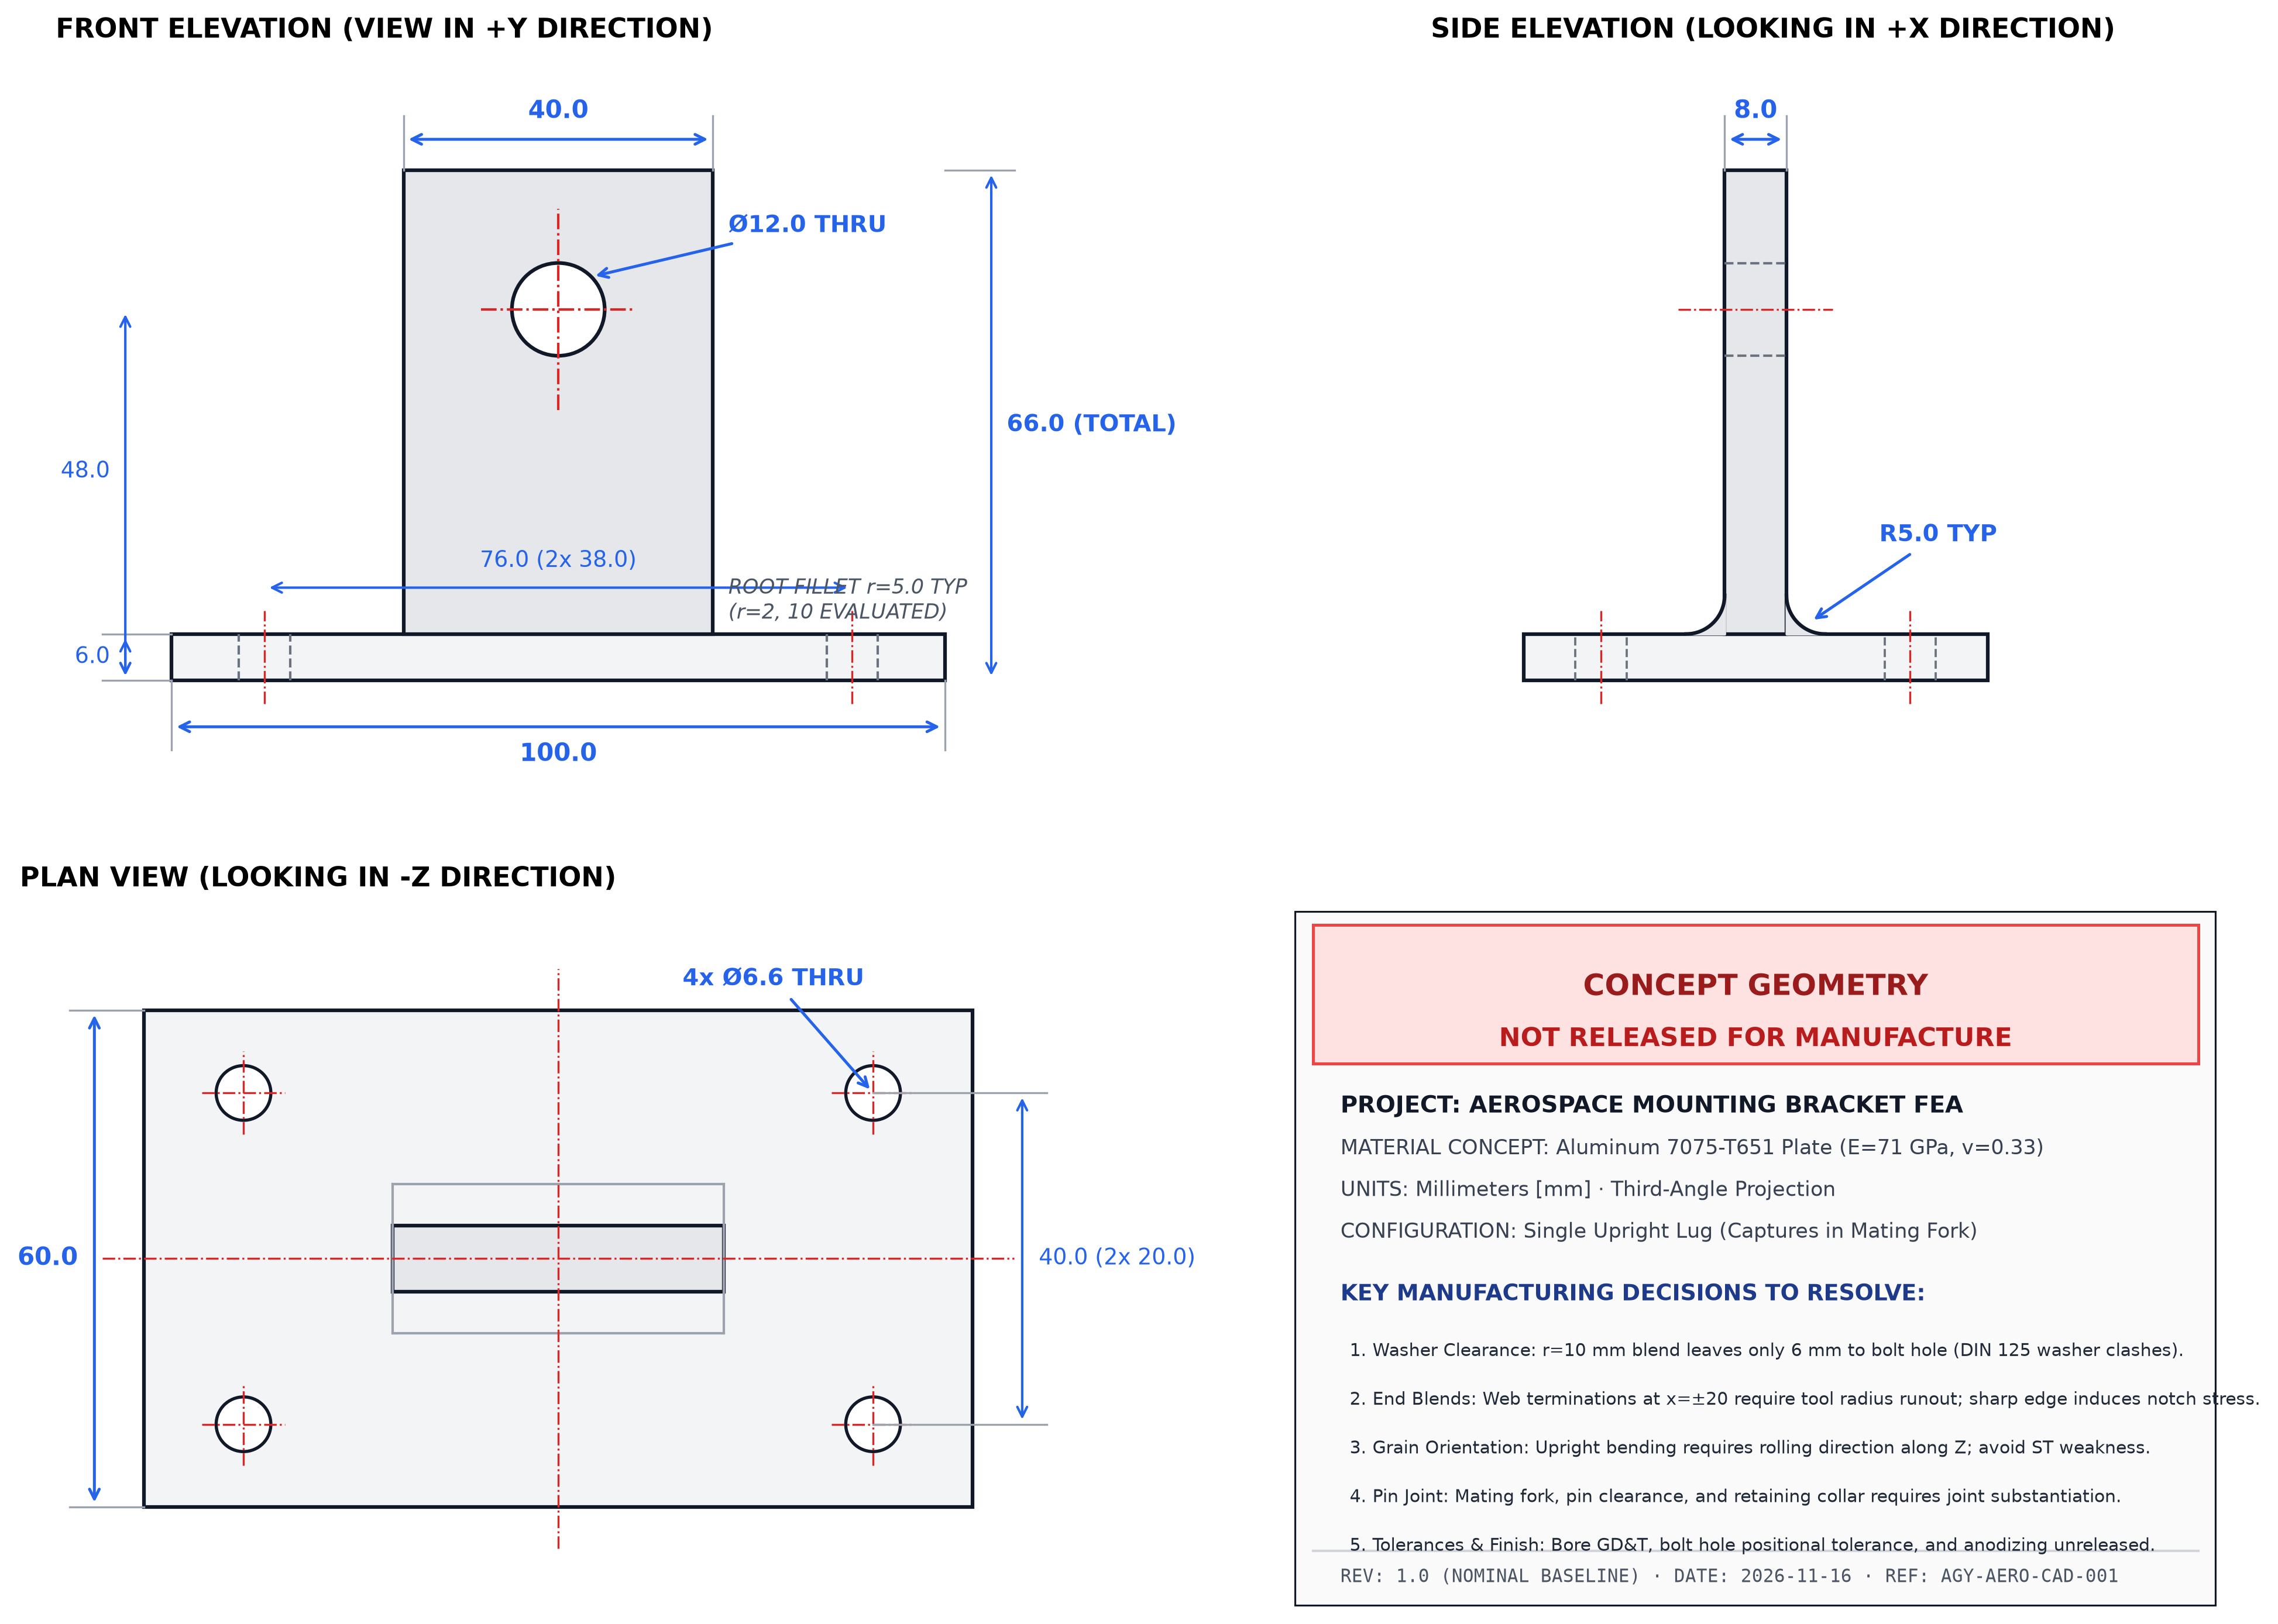 FRONT ELEVATION (VIEW IN +Y DIRECTION)
40.0
Ø12.0 THRU
66.0 (TOTAL)
48.0
76.0 (2x 38.0)
ROOT FILLET r=5.0 TYP
(r=2, 10 EVALUATED)
6.0
100.0
SIDE ELEVATION (LOOKING IN +X DIRECTION)
8.0
R5.0 TYP
PLAN VIEW (LOOKING IN -Z DIRECTION)
4x Ø6.6 THRU
60.0
40.0 (2x 20.0)
CONCEPT GEOMETRY
NOT RELEASED FOR MANUFACTURE
PROJECT: AEROSPACE MOUNTING BRACKET FEA
MATERIAL CONCEPT: Aluminum 7075-T651 Plate (E=71 GPa, v=0.33)
UNITS: Millimeters [mm] · Third-Angle Projection
CONFIGURATION: Single Upright Lug (Captures in Mating Fork)
KEY MANUFACTURING DECISIONS TO RESOLVE:
1. Washer Clearance: r=10 mm blend leaves only 6 mm to bolt hole (DIN 125 washer clashes).
2. End Blends: Web terminations at x=±20 require tool radius runout; sharp edge induces notch stress.
3. Grain Orientation: Upright bending requires rolling direction along Z; avoid ST weakness.
4. Pin Joint: Mating fork, pin clearance, and retaining collar requires joint substantiation.
5. Tolerances & Finish: Bore GD&T, bolt hole positional tolerance, and anodizing unreleased.
REV: 1.0 (NOMINAL BASELINE) · DATE: 2026-11-16 · REF: AGY-AERO-CAD-001